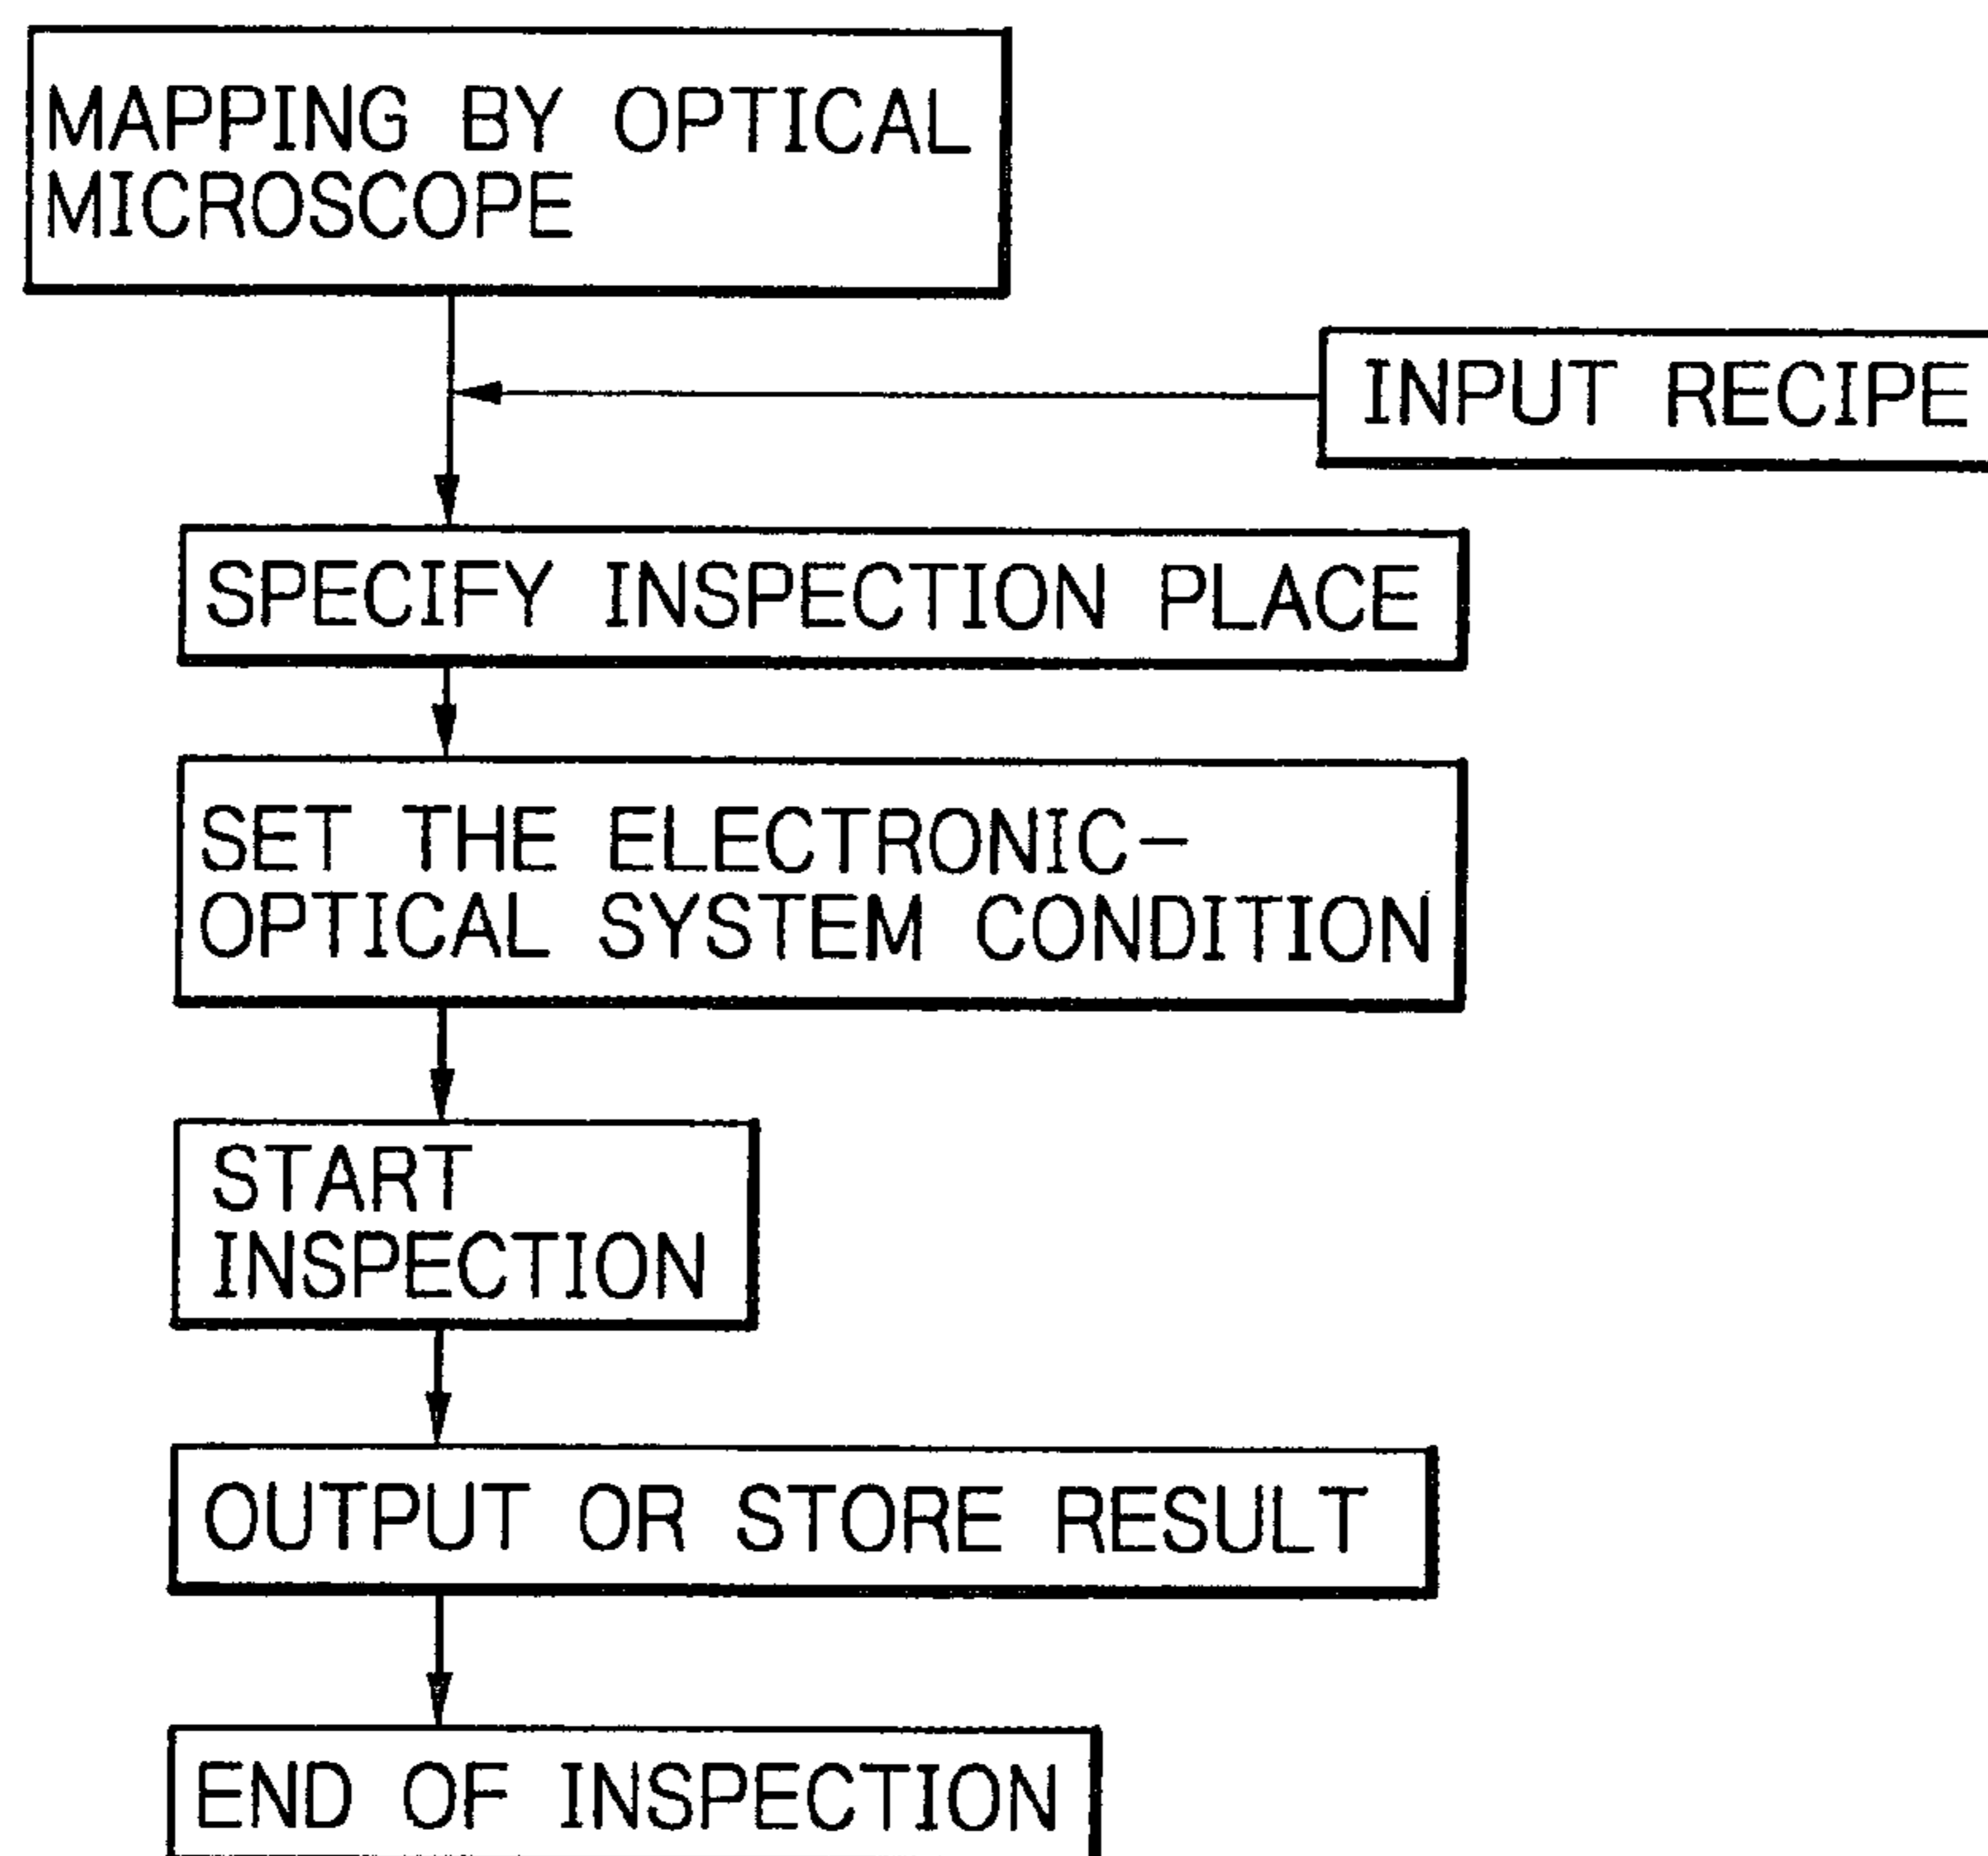 MAPPING BY OPTICAL
MICROSCOPE
INPUT RECIPE
SPECIFY INSPECTION PLACE
SET THE ELECTRONIC-
OPTICAL SYSTEM CONDITION
START
INSPECTION
OUTPUT OR STORE RESULT
END OF INSPECTION